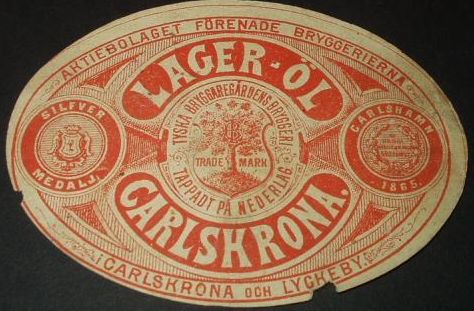 AKTIEBOLAGET FÖRENADE BRYGGERIERNA
LAGER-ÖL
TYSKA BRYGGAREGÅRDENS BRYGGERI
SILFVER
MEDALJ.
TRADE MARK
CARLSHAMN
1865.
TAPPADT PÅ NEDERLAG
CARLSKRONA.
I CARLSKRONA OCH LYCKEBY.